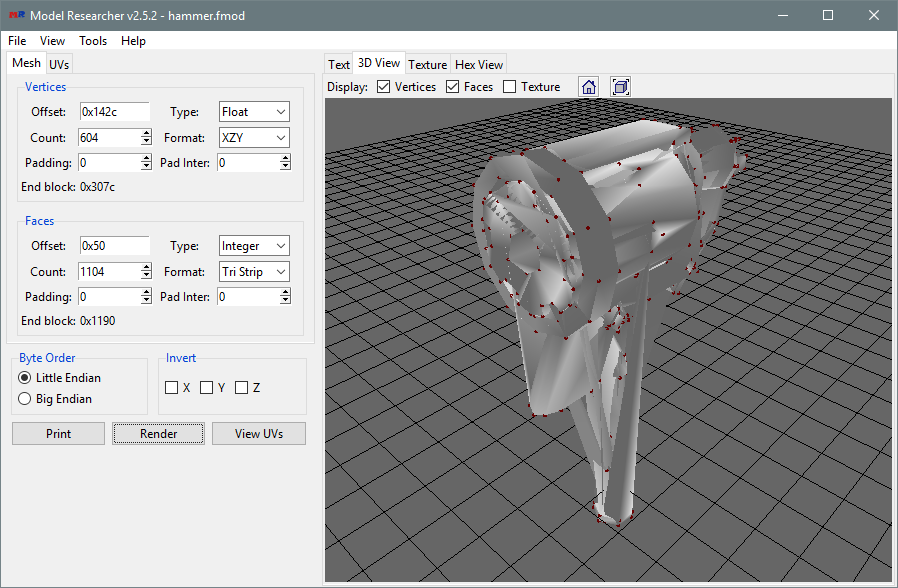 MR Model Researcher v2.5.2 - hammer.fmod
File View Tools Help
Mesh UVs
Vertices
Offset: 0x142c Type: Float
Count: 604 Format: XZY
Padding: 0 Pad Inter: 0
End block: 0x307c
Faces
Offset: 0x50 Type: Integer
Count: 1104 Format: Tri Strip
Padding: 0 Pad Inter: 0
End block: 0x1190
Byte Order
Little Endian
Big Endian
Invert
X Y Z
Print Render View UVs
Text 3D View Texture Hex View
Display: Vertices Faces Texture